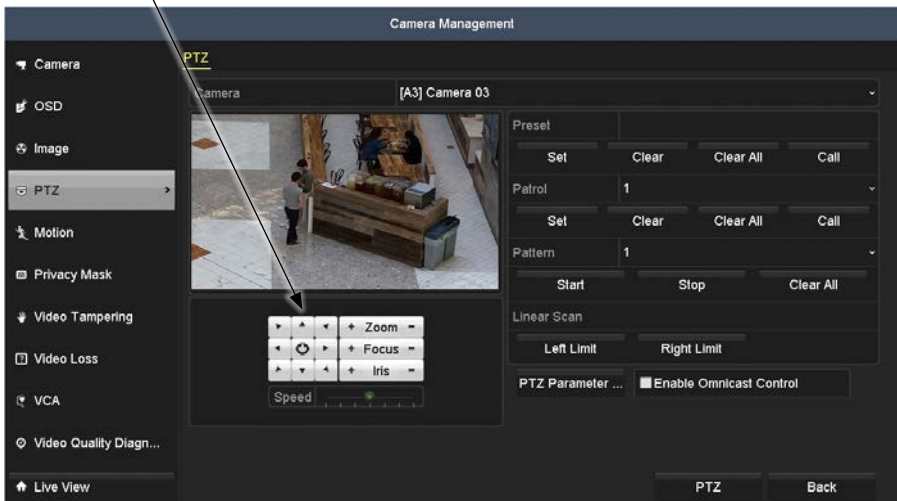 Camera Management
Camera
OSD
Image
PTZ
Motion
Privacy Mask
Video Tampering
Video Loss
VCA
Video Quality Diagn...
Live View
PTZ
Camera [A3] Camera 03
Preset
Set Clear Clear All Call
Patrol 1
Set Clear Clear All Call
Pattern 1
Start Stop Clear All
Linear Scan
Left Limit Right Limit
PTZ Parameter ... Enable Omnicast Control
+ Zoom -
+ Focus -
+ Iris -
Speed
PTZ Back